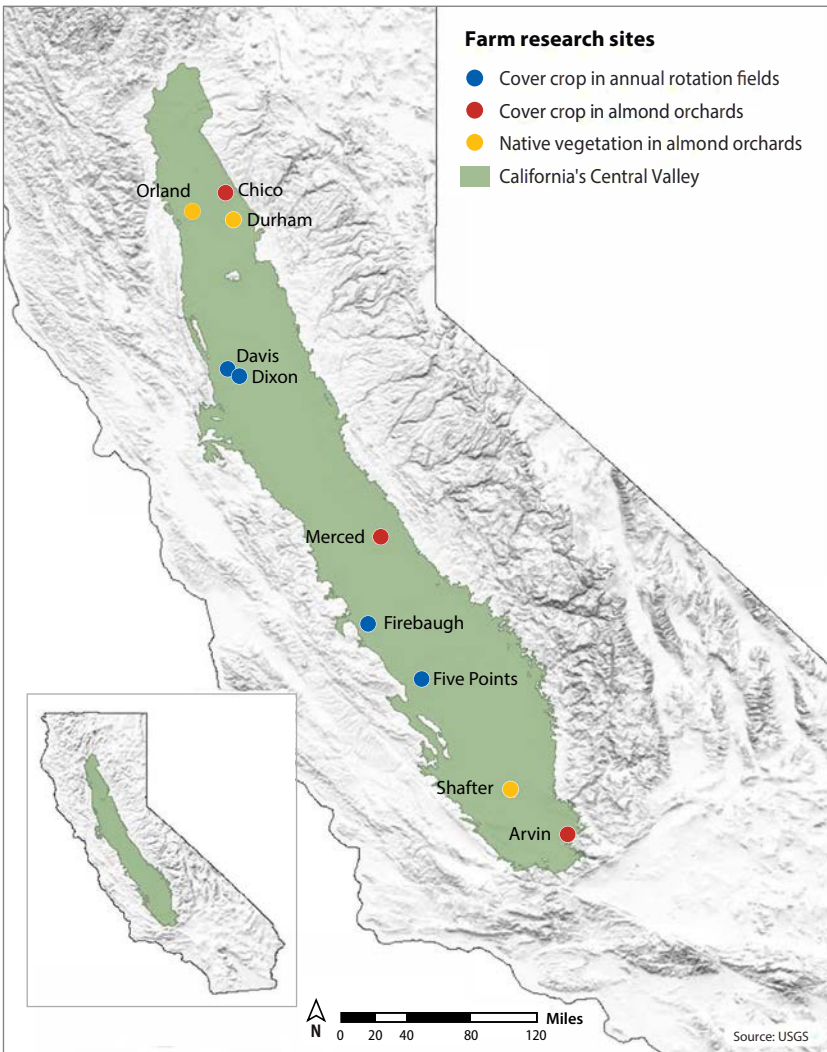 Farm research sites
Cover crop in annual rotation fields
Cover crop in almond orchards
Native vegetation in almond orchards
California's Central Valley
Orland
Chico
Durham
Davis
Dixon
Merced
Firebaugh
Five Points
Shafter
Arvin
N
Miles
0 20 40 80 120
Source: USGS